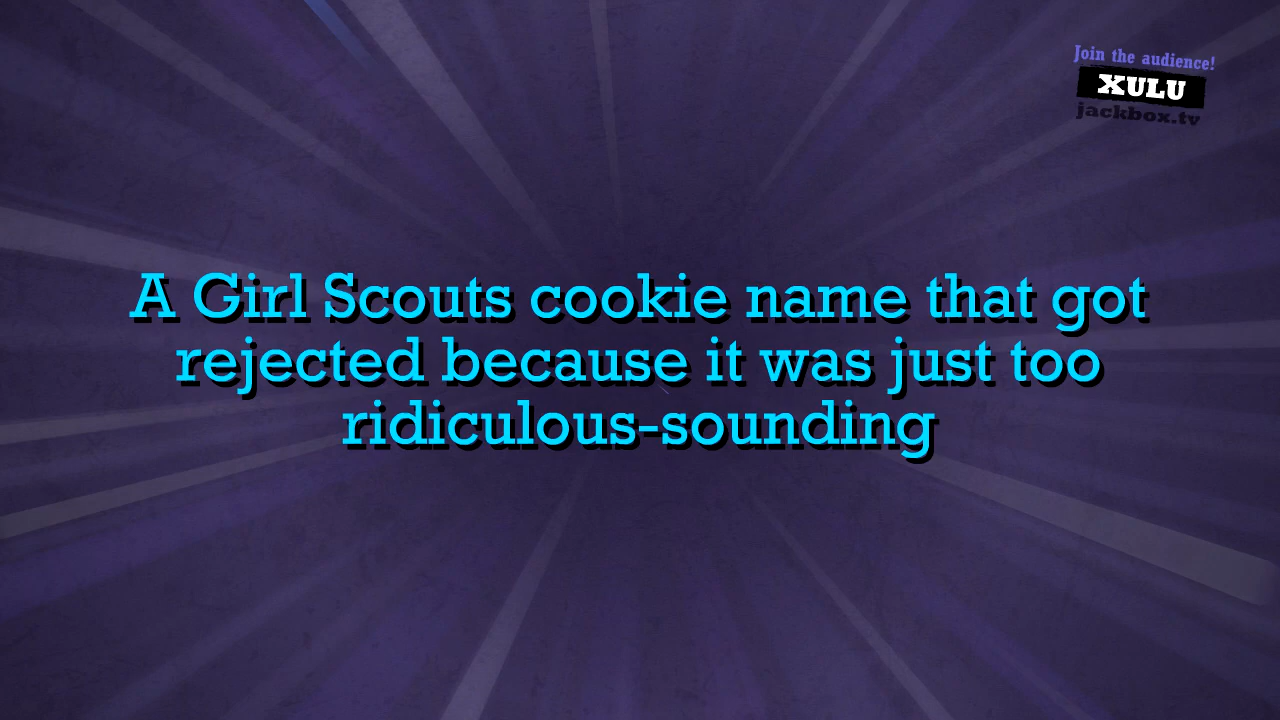 Join the audience!
XULU
jackbox.tv
A Girl Scouts cookie name that got
rejected because it was just too
ridiculous-sounding